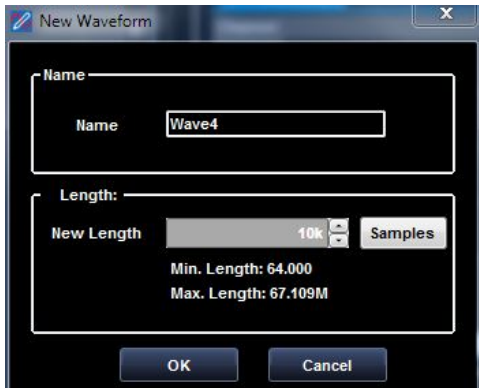 New Waveform
X
Name
Name Wave4
Length:
New Length 10k Samples
Min. Length: 64.000
Max. Length: 67.109M
OK Cancel